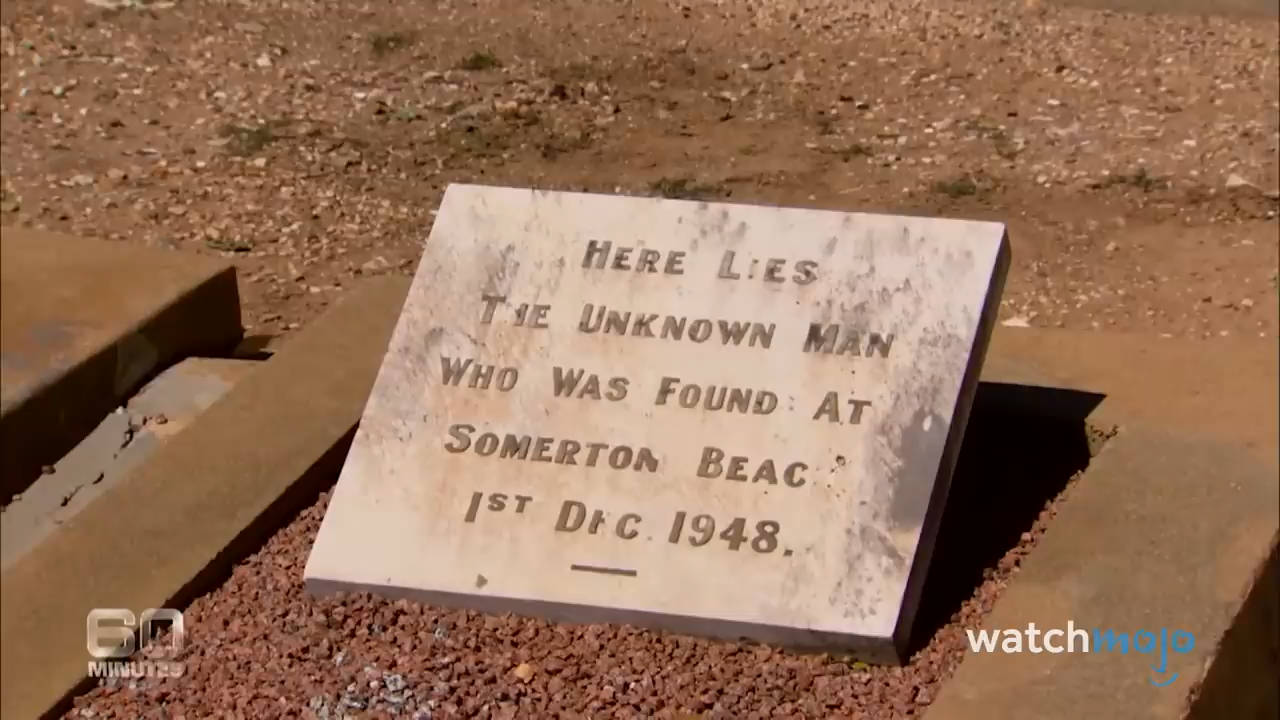 HERE LIES
THE UNKNOWN MAN
WHO WAS FOUND AT
SOMERTON BEAC
1ST DEC. 1948.
60
MINUTES
watchmojo